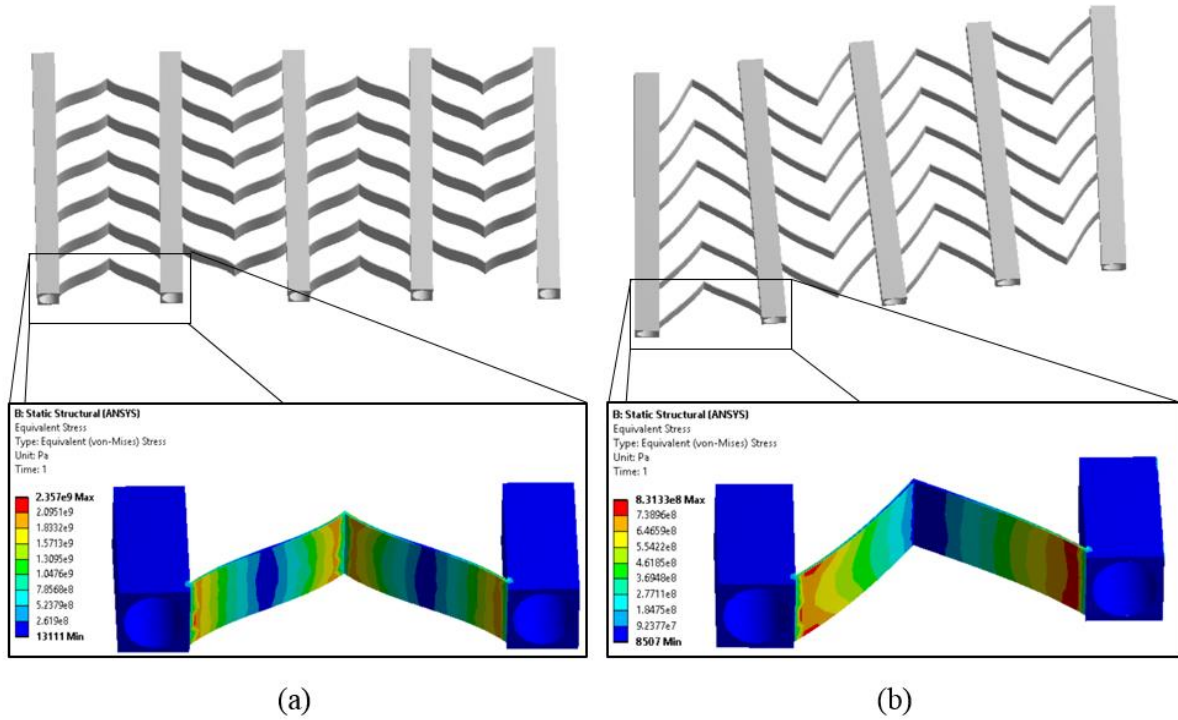 B: Static Structural (ANSYS)
Equivalent Stress
Type: Equivalent (von-Mises) Stress
Unit: Pa
Time: 1
2.357e9 Max
2.0951e9
1.8332e9
1.5713e9
1.3095e9
1.0476e9
7.8568e8
5.2379e8
2.619e8
13111 Min
B: Static Structural (ANSYS)
Equivalent Stress
Type: Equivalent (von-Mises) Stress
Unit: Pa
Time: 1
8.3133e8 Max
7.3896e8
6.4659e8
5.5422e8
4.6185e8
3.6948e8
2.7711e8
1.8475e8
9.2377e7
8507 Min
(a)
(b)